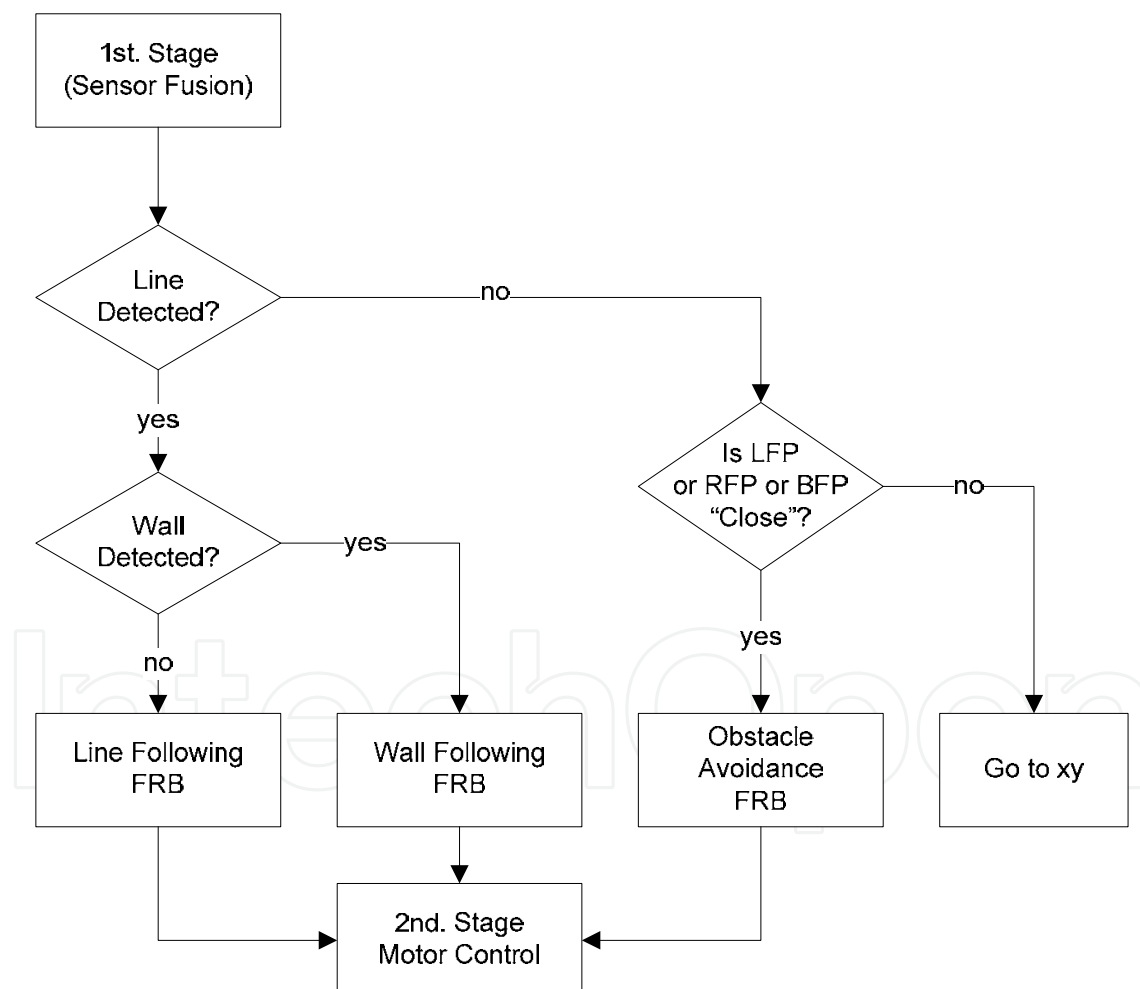 1st. Stage
(Sensor Fusion)
Line
Detected?
no
yes
Is LFP
or RFP or BFP
“Close”?
no
Wall
Detected?
yes
yes
no
Line Following
FRB
Wall Following
FRB
Obstacle
Avoidance
FRB
Go to xy
2nd. Stage
Motor Control
IntechOpen